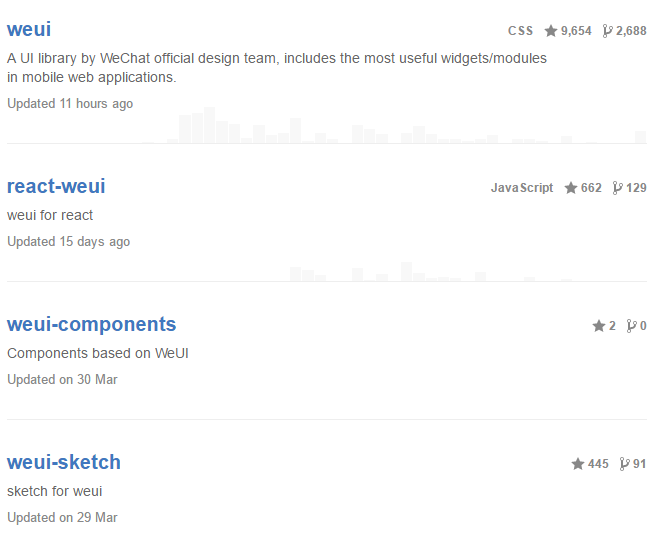 weui CSS 9,654 2,688
A UI library by WeChat official design team, includes the most useful widgets/modules
in mobile web applications.
Updated 11 hours ago
react-weui JavaScript 662 129
weui for react
Updated 15 days ago
weui-components 2 0
Components based on WeUI
Updated on 30 Mar
weui-sketch 445 91
sketch for weui
Updated on 29 Mar